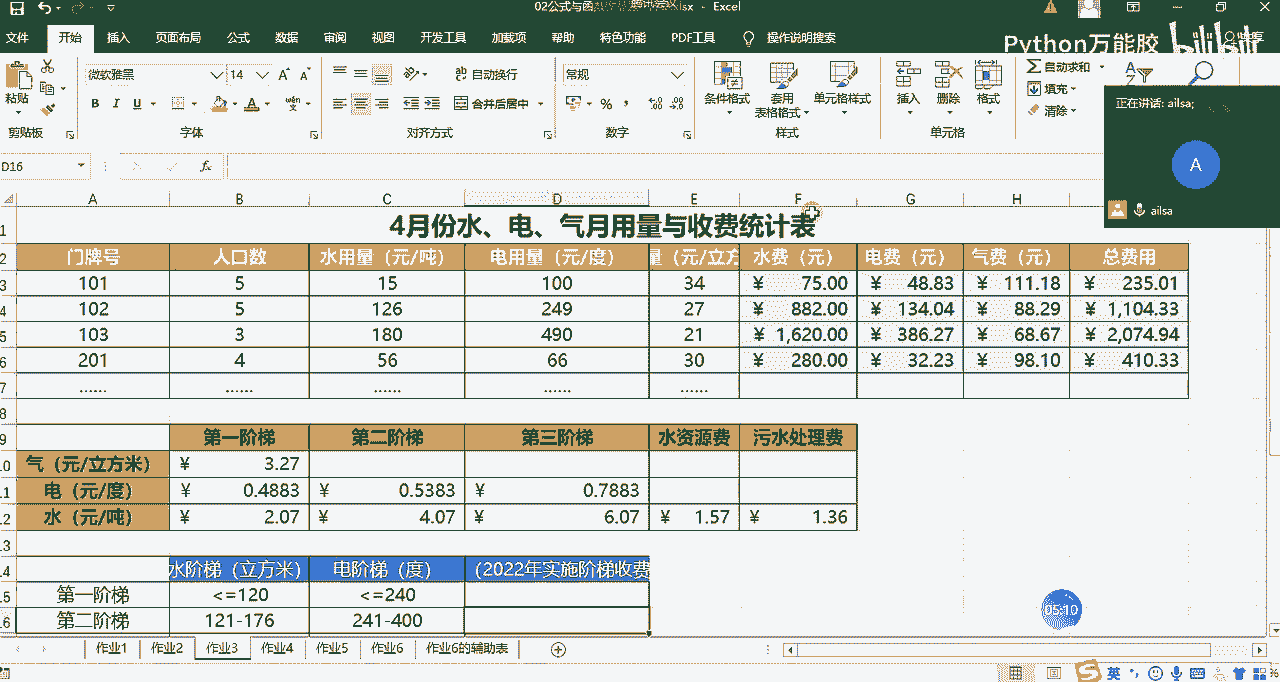 02公式与函 腾讯会议 lsx - Excel
文件 开始 插入 页面布局 公式 数据 审阅 视图 开发工具 加载项 帮助 特色功能 PDF工具 操作说明搜索
Python万能胶 bilibili
粘贴 微软雅黑 14 自动换行 常规 条件格式 套用 表格格式 单元格样式 插入 删除 格式 自动求和 填充 清除
B I U 合并后居中 %
剪贴板 字体 对齐方式 数字 样式 单元格
正在讲话: ailsa;
A
ailsa
D16 fx
A B C D E F G H
1 4月份水、电、气月用量与收费统计表
2 门牌号 人口数 水用量（元/吨） 电用量（元/度） 量（元/立方 水费（元） 电费（元） 气费（元） 总费用
3 101 5 15 100 34 ¥ 75.00 ¥ 48.83 ¥ 111.18 ¥ 235.01
4 102 5 126 249 27 ¥ 882.00 ¥ 134.04 ¥ 88.29 ¥ 1,104.33
5 103 3 180 490 21 ¥ 1,620.00 ¥ 386.27 ¥ 68.67 ¥ 2,074.94
6 201 4 56 66 30 ¥ 280.00 ¥ 32.23 ¥ 98.10 ¥ 410.33
7 …… …… …… …… ……
8
9 第一阶梯 第二阶梯 第三阶梯 水资源费 污水处理费
0 气（元/立方米） ¥ 3.27
1 电（元/度） ¥ 0.4883 ¥ 0.5383 ¥ 0.7883
2 水（元/吨） ¥ 2.07 ¥ 4.07 ¥ 6.07 ¥ 1.57 ¥ 1.36
3
4 水阶梯（立方米） 电阶梯（度） （2022年实施阶梯收费
5 第一阶梯 <=120 <=240
6 第二阶梯 121-176 241-400
05:10
作业1 作业2 作业3 作业4 作业5 作业6 作业6的辅助表
英